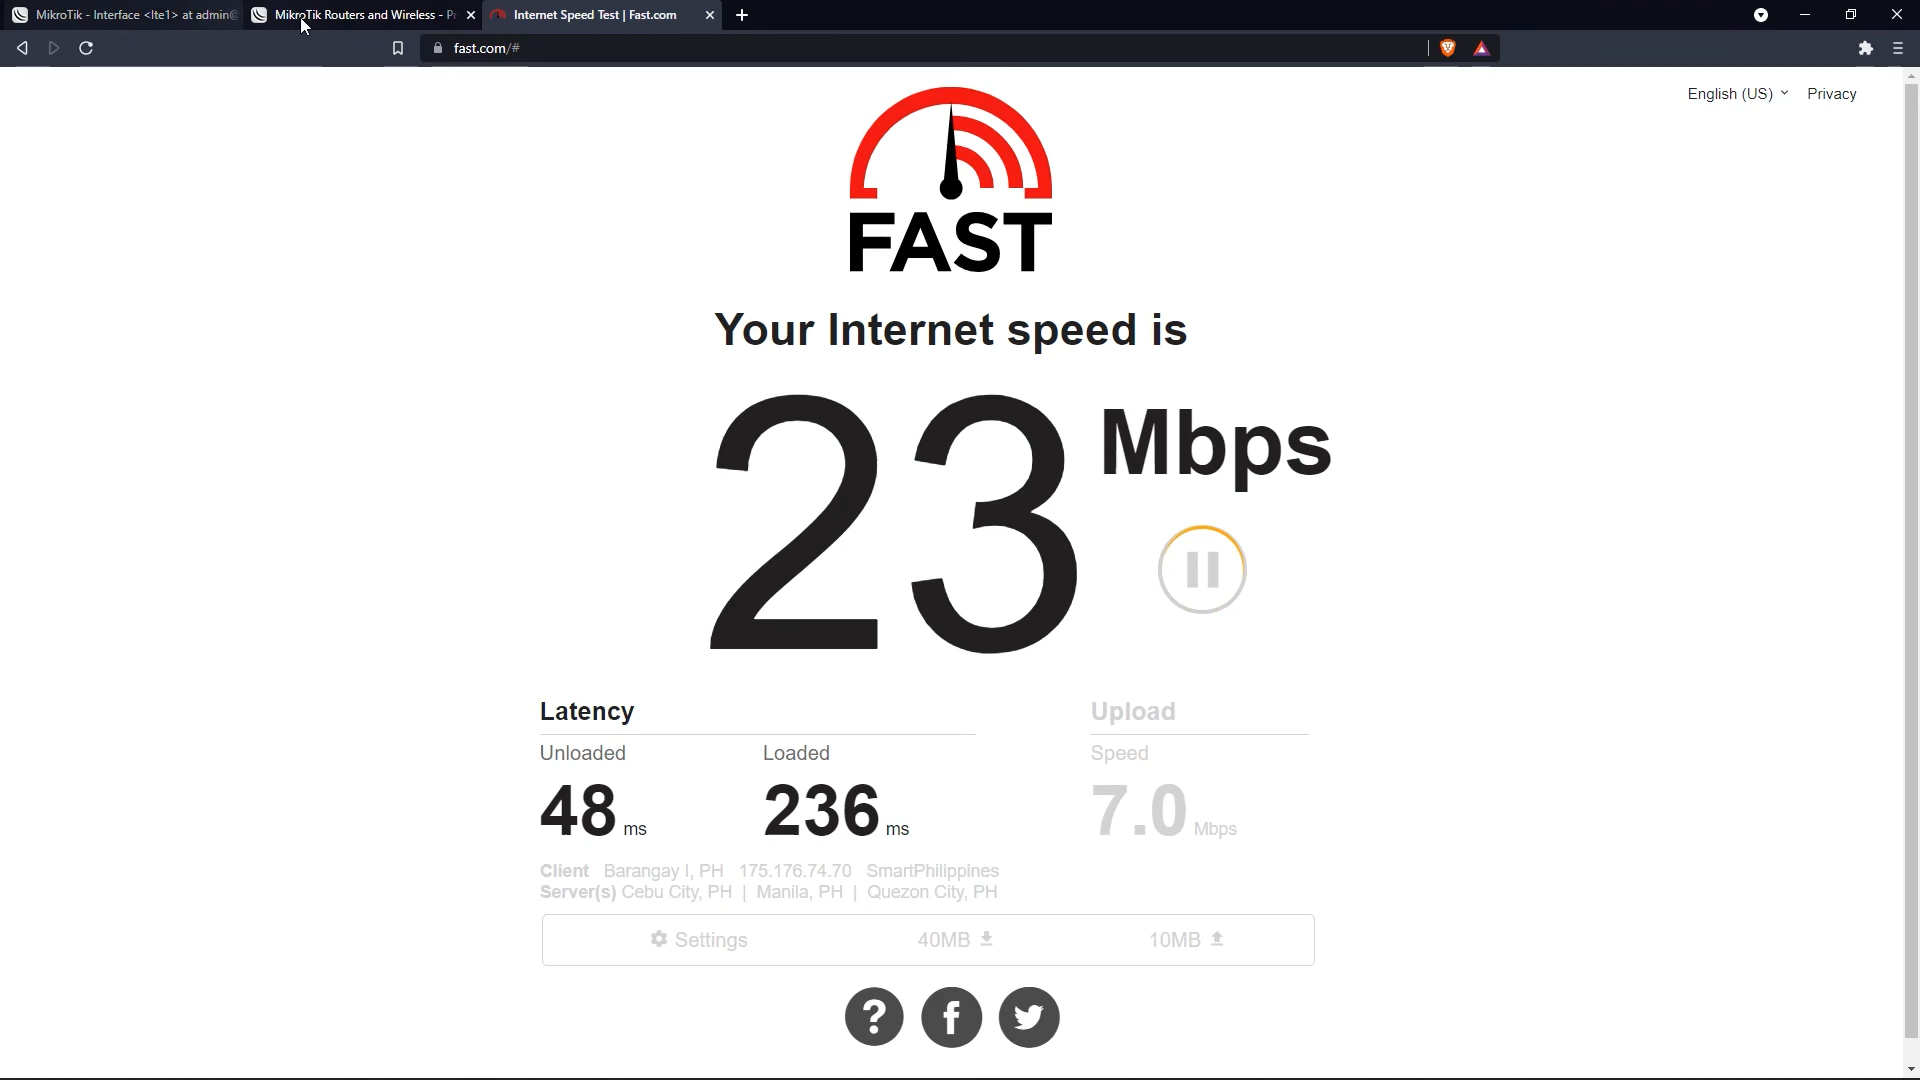 MikroTik - Interface <lte1> at admin@
MikroTik Routers and Wireless - Pr
Internet Speed Test | Fast.com
fast.com/#
English (US)
Privacy
FAST
Your Internet speed is
23 Mbps
Latency
Upload
Unloaded
Loaded
Speed
48 ms
236 ms
7.0 Mbps
Client Barangay I, PH 175.176.74.70 SmartPhilippines
Server(s) Cebu City, PH | Manila, PH | Quezon City, PH
Settings
40MB
10MB